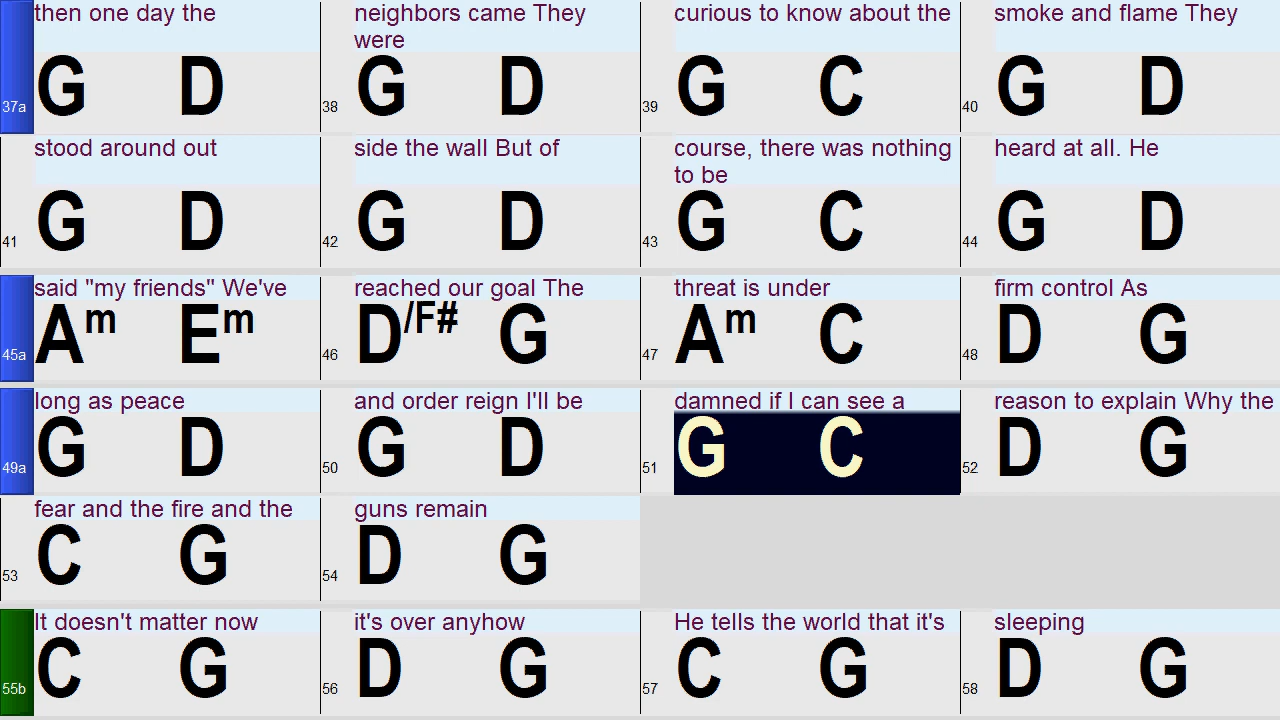 then one day the neighbors came They curious to know about the smoke and flame They
were
37a G D 38 G D 39 G C 40 G D
stood around out side the wall But of course, there was nothing heard at all. He
to be
41 G D 42 G D 43 G C 44 G D
said "my friends" We've reached our goal The threat is under firm control As
45a Am Em 46 D/F# G 47 Am C 48 D G
long as peace and order reign I'll be damned if I can see a reason to explain Why the
49a G D 50 G D 51 G C 52 D G
fear and the fire and the guns remain
53 C G 54 D G
It doesn't matter now it's over anyhow He tells the world that it's sleeping
55b C G 56 D G 57 C G 58 D G